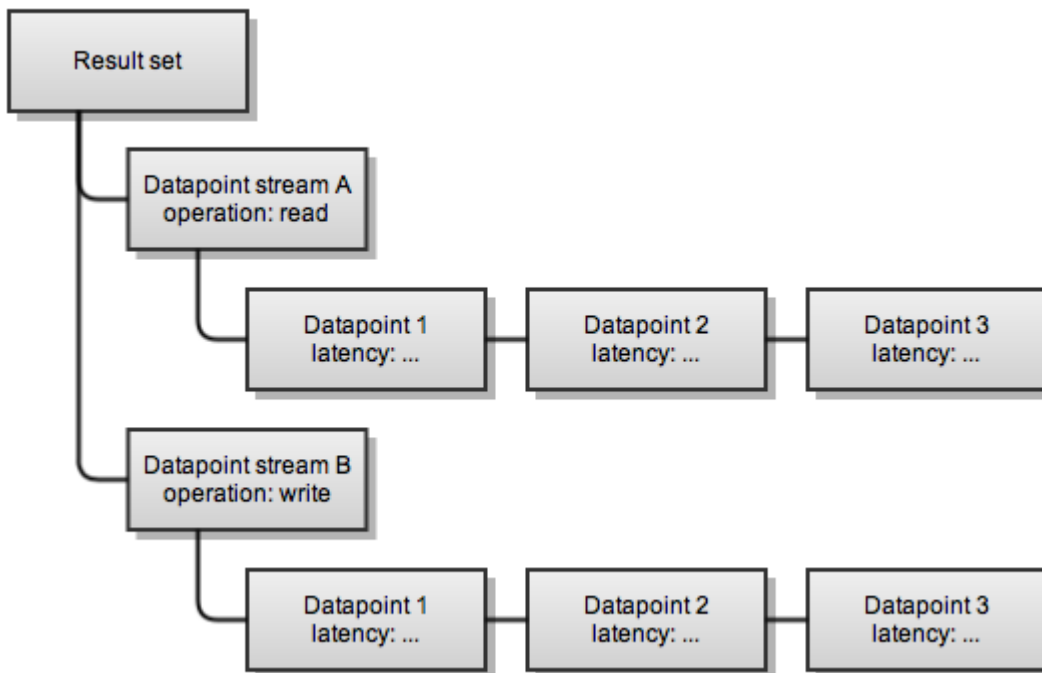 Result set
Datapoint stream A
operation: read
Datapoint 1
latency: ...
Datapoint 2
latency: ...
Datapoint 3
latency: ...
Datapoint stream B
operation: write
Datapoint 1
latency: ...
Datapoint 2
latency: ...
Datapoint 3
latency: ...